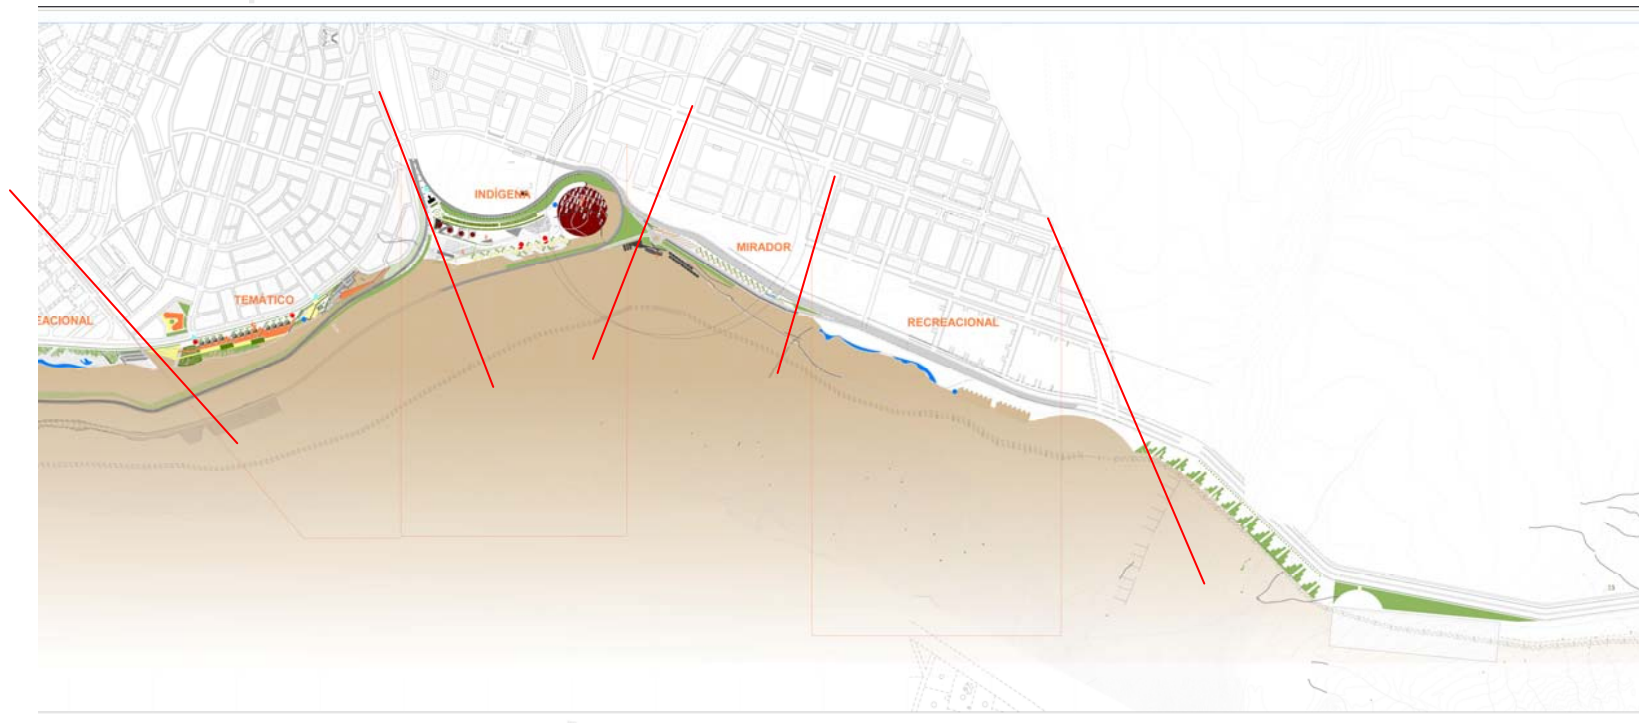 INDÍGENA
MIRADOR
TEMÁTICO
EACIONAL
RECREACIONAL